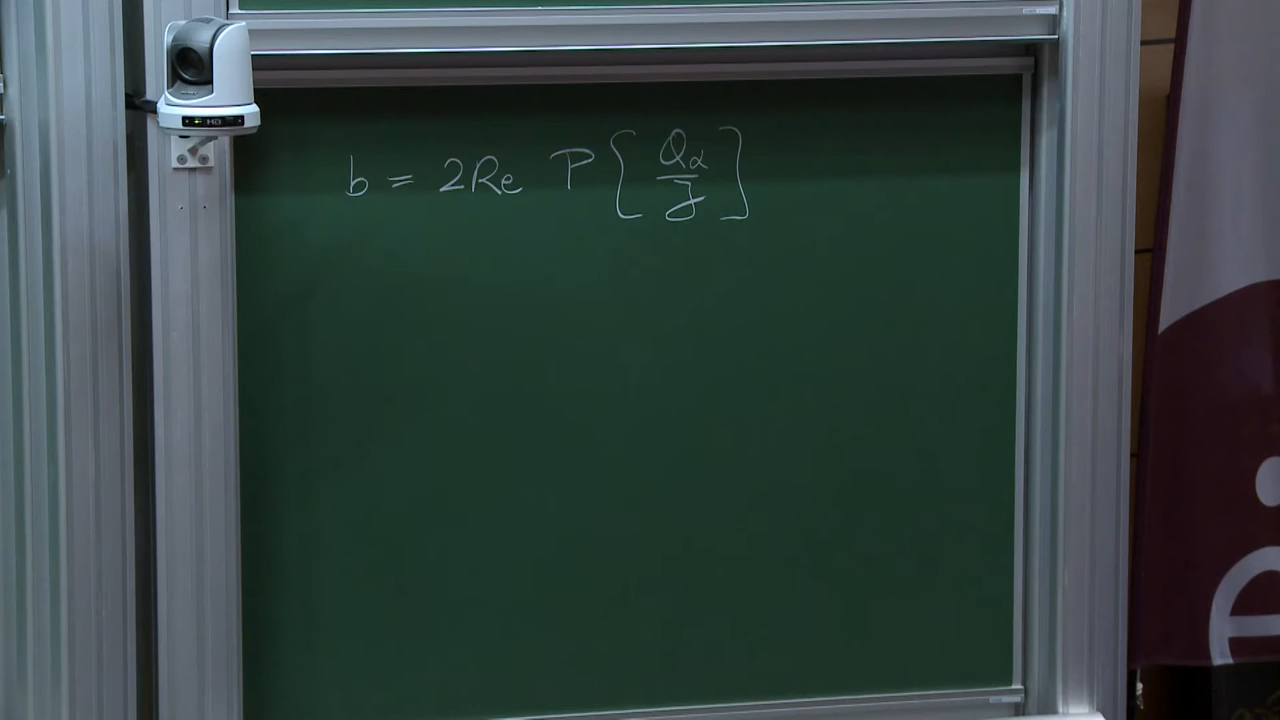 b = 2Re P [ Qα / J ]